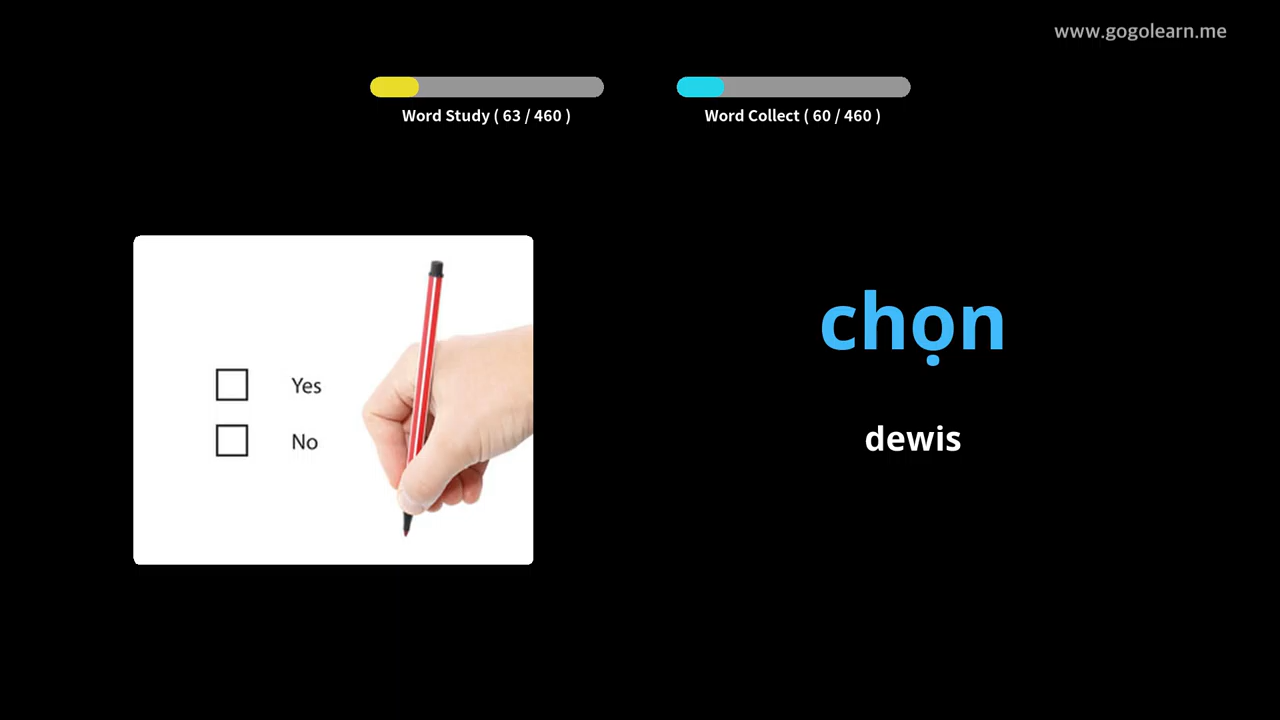 www.gogolearn.me
Word Study ( 63 / 460 )
Word Collect ( 60 / 460 )
Yes
No
chọn
dewis